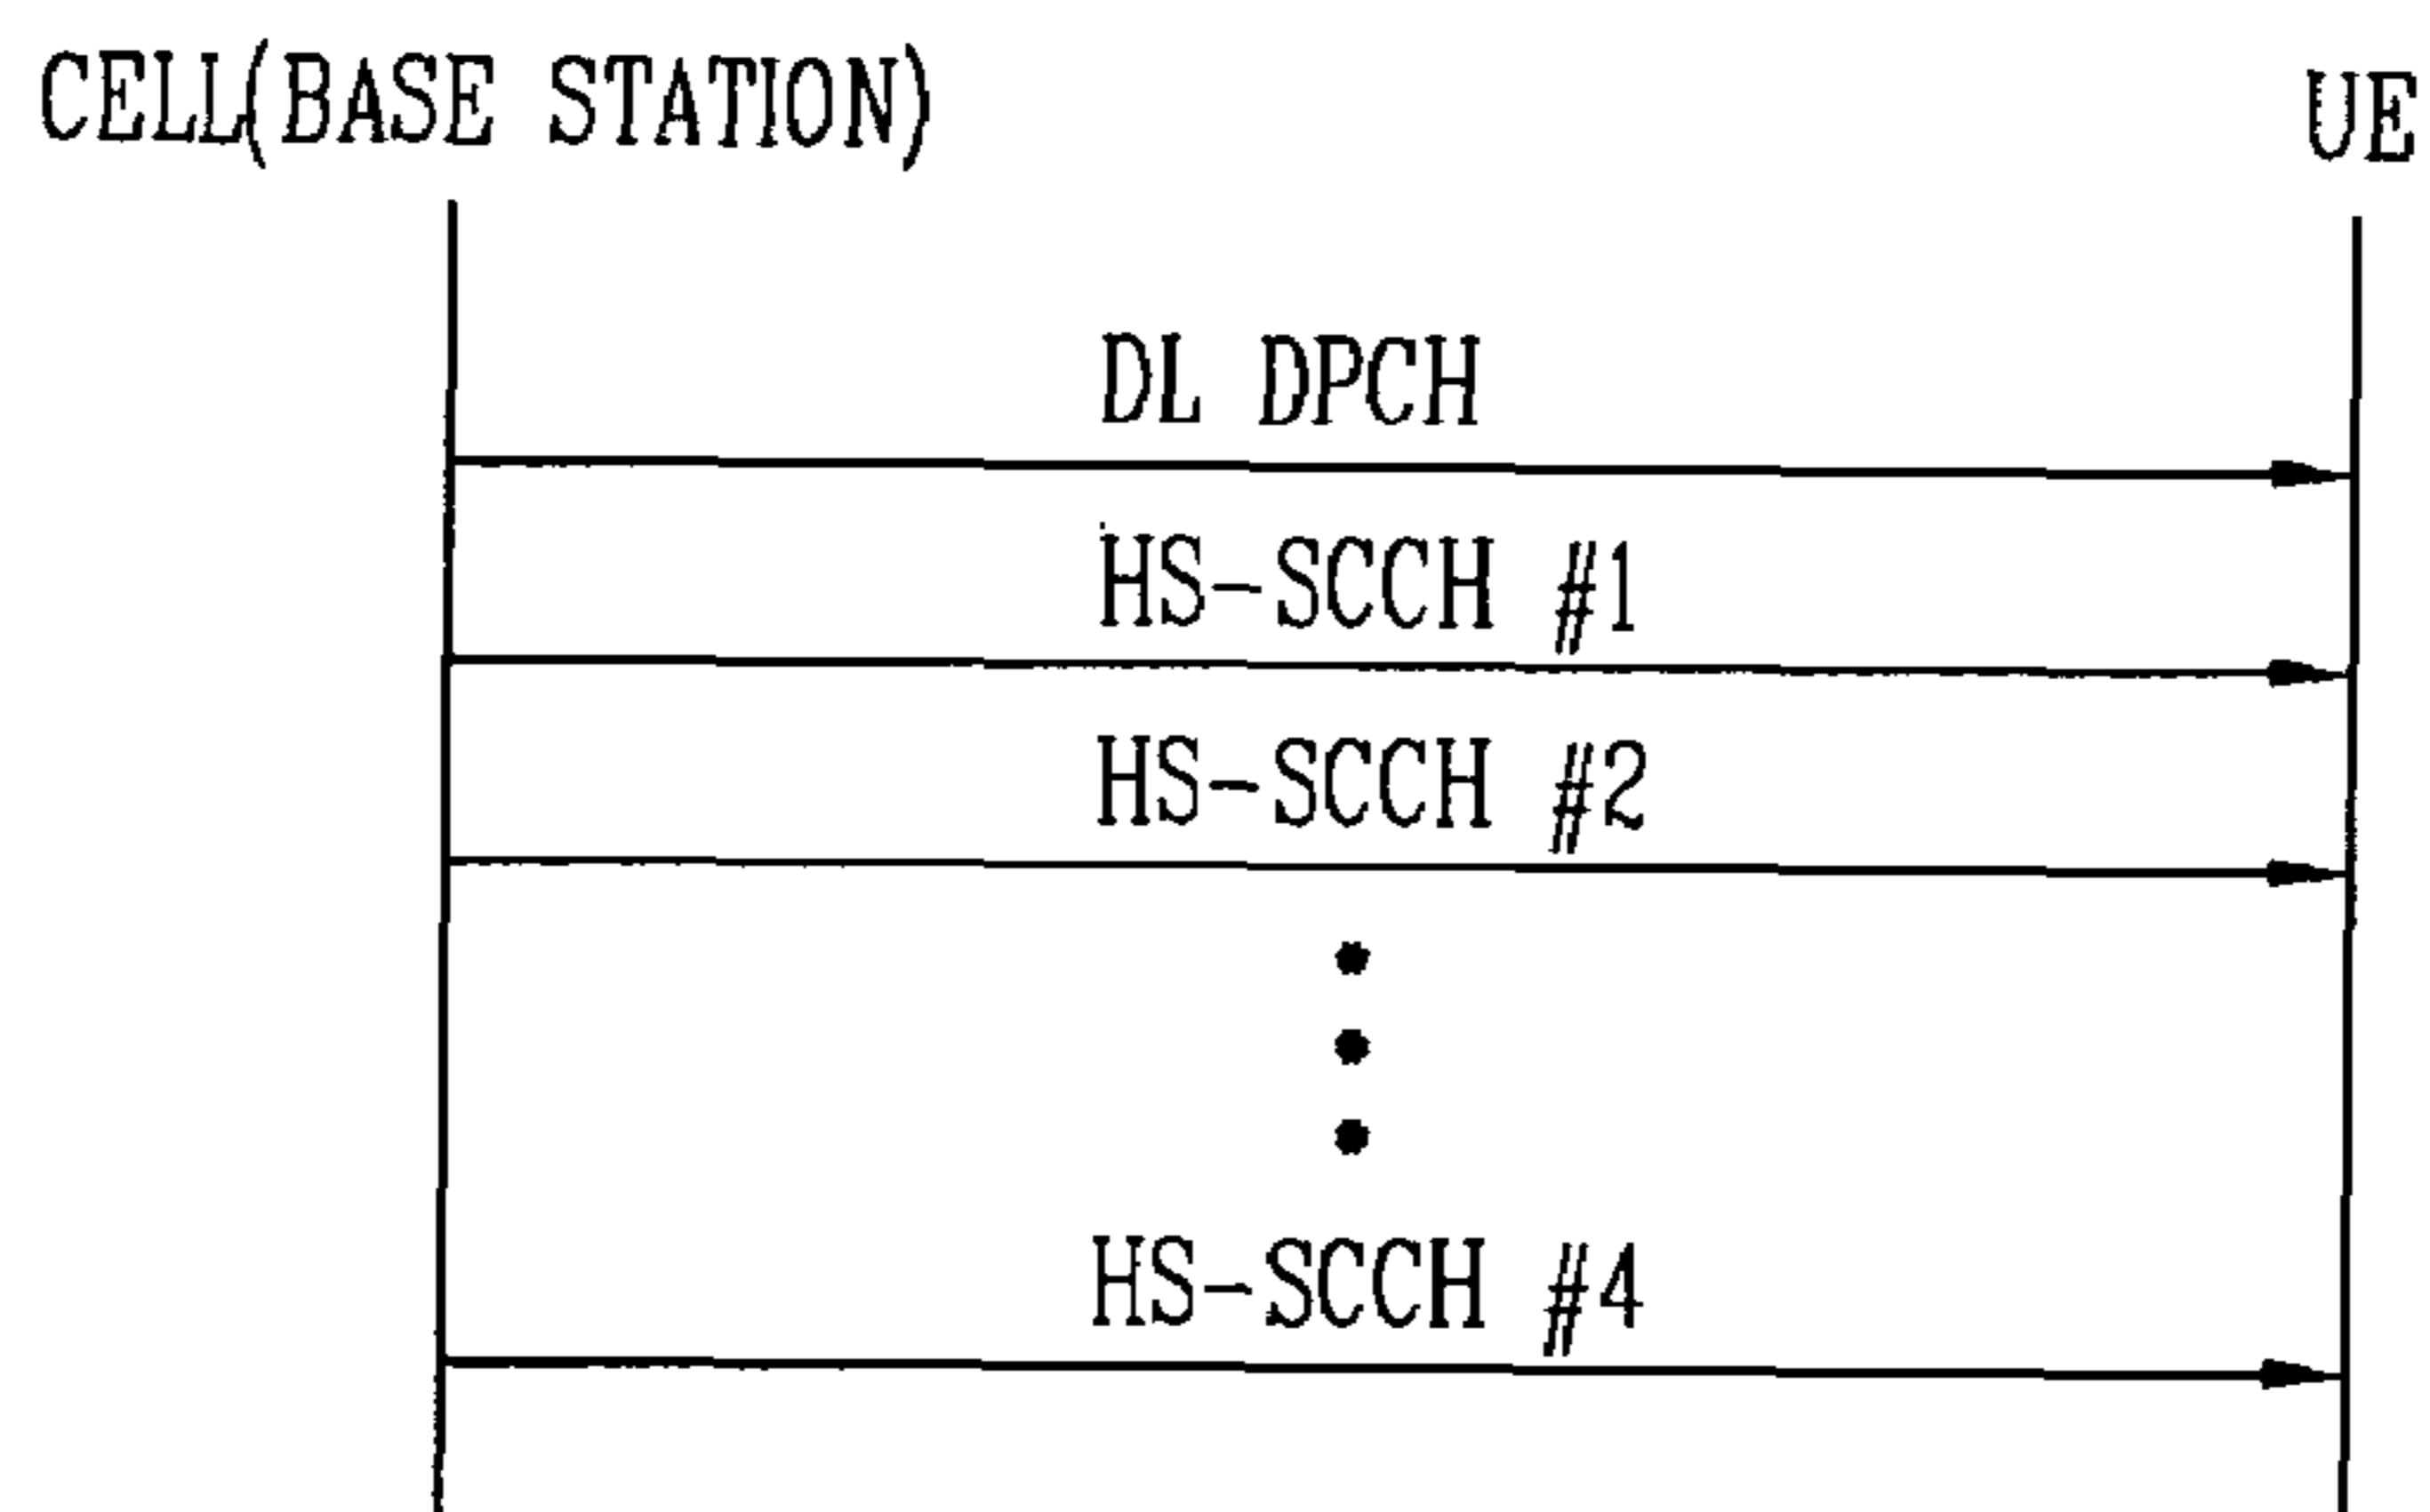 CELL(BASE STATION)
UE
DL DPCH
HS-SCCH #1
HS-SCCH #2
HS-SCCH #4